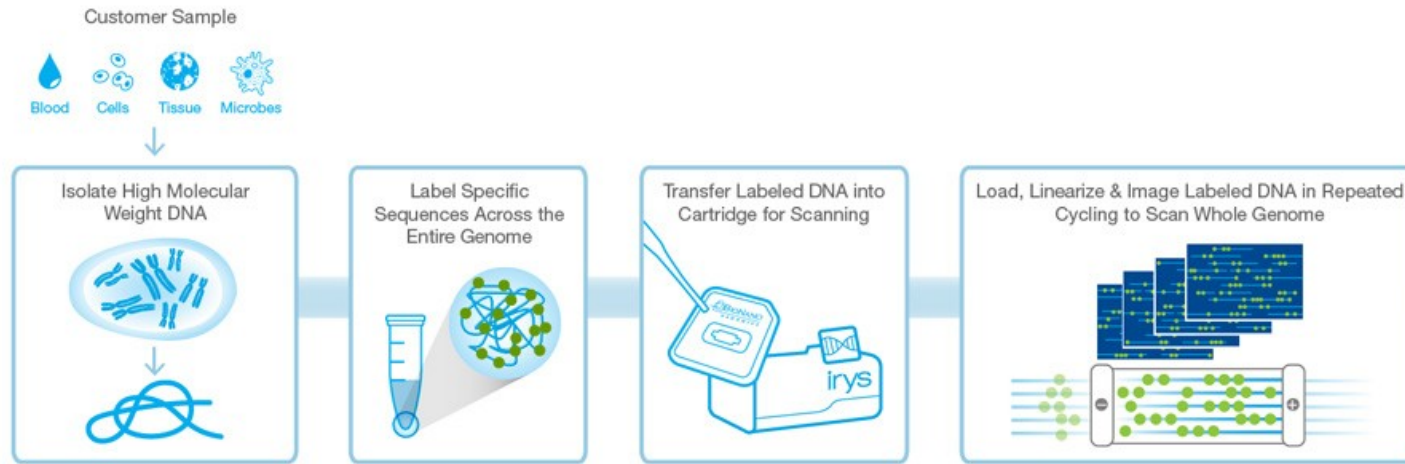 Customer Sample
Blood Cells Tissue Microbes
Isolate High Molecular
Weight DNA
Label Specific
Sequences Across the
Entire Genome
Transfer Labeled DNA into
Cartridge for Scanning
BIONANO
GENOMICS
irys
Load, Linearize & Image Labeled DNA in Repeated
Cycling to Scan Whole Genome
− +